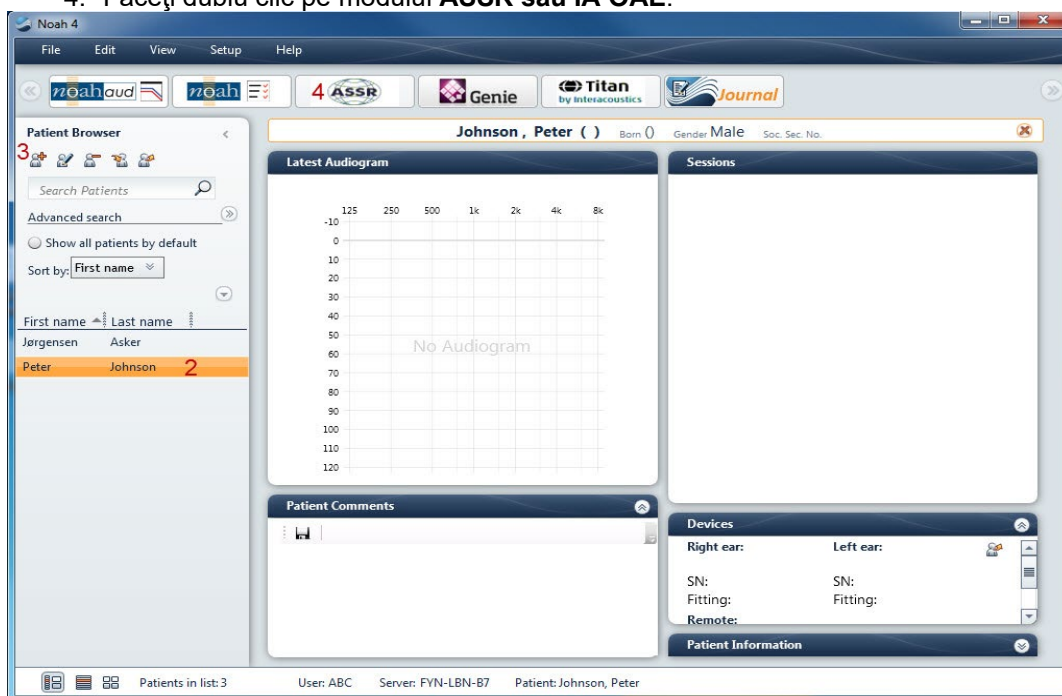 4. Faceţi dublu clic pe modulul ASSR sau IA OAE.
Noah 4
File Edit View Setup Help
noah aud noah 4 ASSR Genie Titan by Interacoustics Journal
Patient Browser
3
Search Patients
Advanced search
Show all patients by default
Sort by: First name
First name Last name
Jørgensen Asker
Peter Johnson 2
Johnson , Peter ( ) Born () Gender Male Soc. Sec. No.
Latest Audiogram
125 250 500 1k 2k 4k 8k
-10
0
10
20
30
40
50
60
70
80
90
100
110
120
No Audiogram
Sessions
Patient Comments
Devices
Right ear: Left ear:
SN: SN:
Fitting: Fitting:
Remote:
Patient Information
Patients in list: 3 User: ABC Server: FYN-LBN-B7 Patient: Johnson, Peter